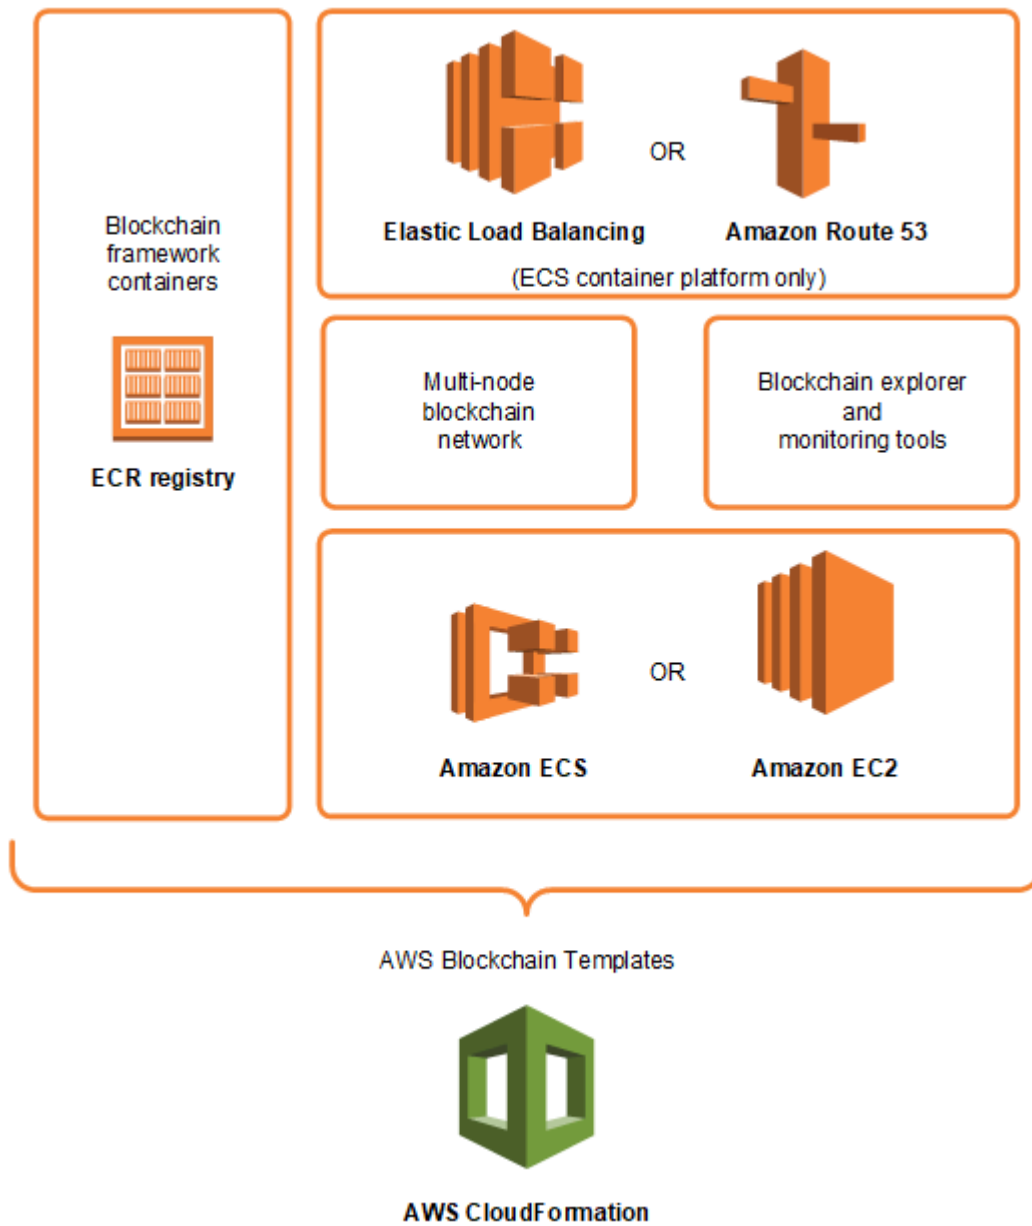 Blockchain
framework
containers
ECR registry
OR
Elastic Load Balancing
Amazon Route 53
(ECS container platform only)
Multi-node
blockchain
network
Blockchain explorer
and
monitoring tools
OR
Amazon ECS
Amazon EC2
AWS Blockchain Templates
AWS CloudFormation